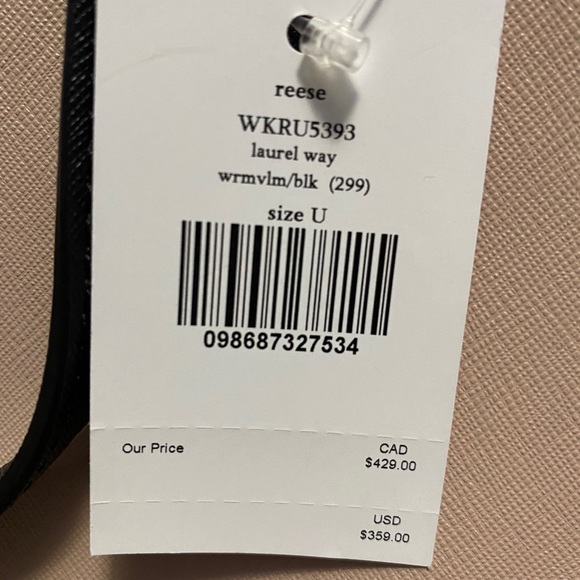 reese
WKRU5393
laurel way
wrmvlm/blk (299)
size U
098687327534
Our Price
CAD
$429.00
USD
$359.00